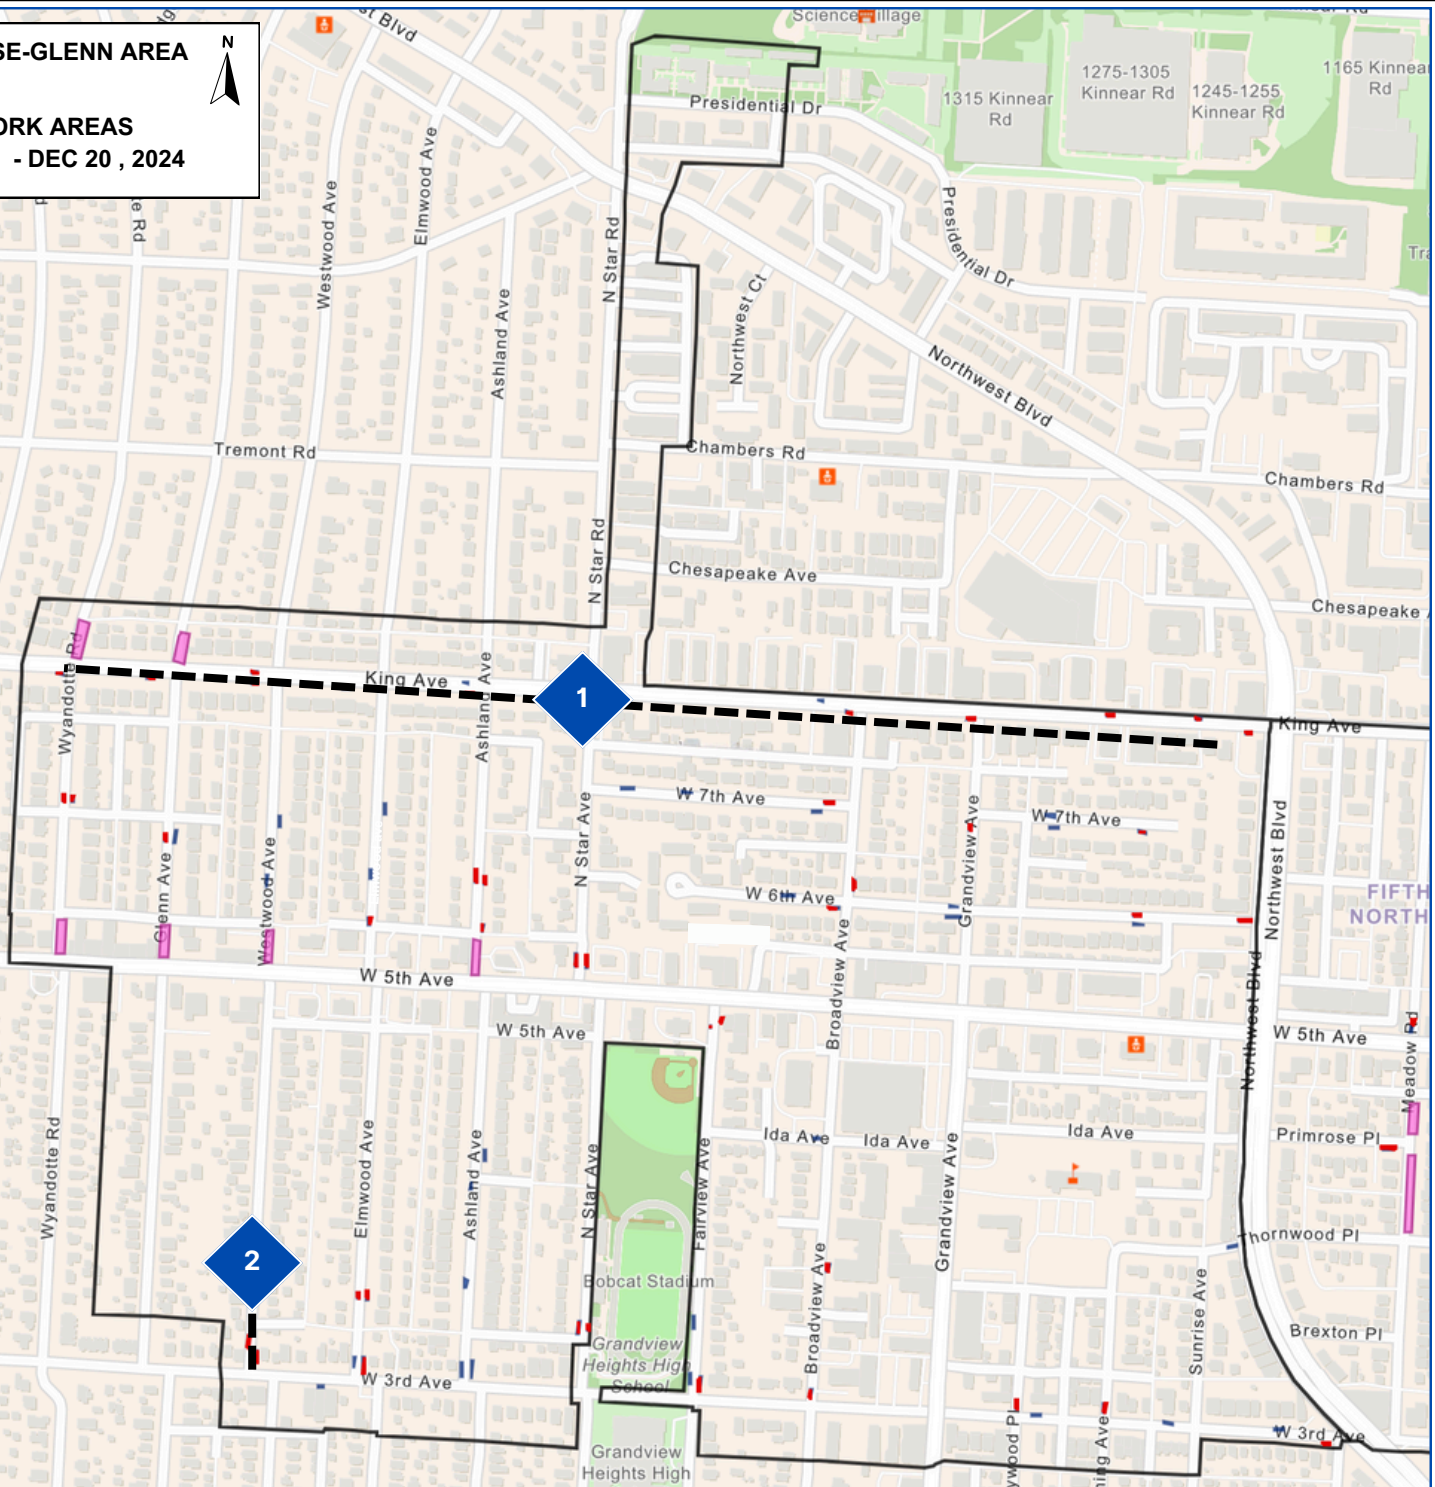 SE-GLENN AREA
N
ORK AREAS
- DEC 20 , 2024
st Blvd
Science Village
1275-1305
Kinnear Rd
1165 Kinnear
Rd
1245-1255
Kinnear Rd
1315 Kinnear
Rd
Presidential Dr
Elmwood Ave
Westwood Ave
e Rd
N Star Rd
Presidential Dr
Tra
Ashland Ave
Northwest Ct
Northwest Blvd
Tremont Rd
Chambers Rd
Chambers Rd
N Star Rd
Chesapeake Ave
Chesapeake
Wyandotte Rd
King Ave
Ashland Ave
1
King Ave
W 7th Ave
W 7th Ave
N Star Ave
Grandview Ave
Northwest Blvd
Glenn Ave
Westwood Ave
W 6th Ave
FIFTH
NORTH
Broadview Ave
W 5th Ave
W 5th Ave
W 5th Ave
Northwest Blvd
Meadow Rd
Wyandotte Rd
Elmwood Ave
Ashland Ave
N Star Ave
Fairview Ave
Ida Ave
Ida Ave
Ida Ave
Primrose Pl
Grandview Ave
Thornwood Pl
2
Bobcat Stadium
Broadview Ave
Sunrise Ave
Brexton Pl
Grandview
Heights High
School
W 3rd Ave
W 3rd Ave
ywood Pl
ning Ave
Grandview
Heights High